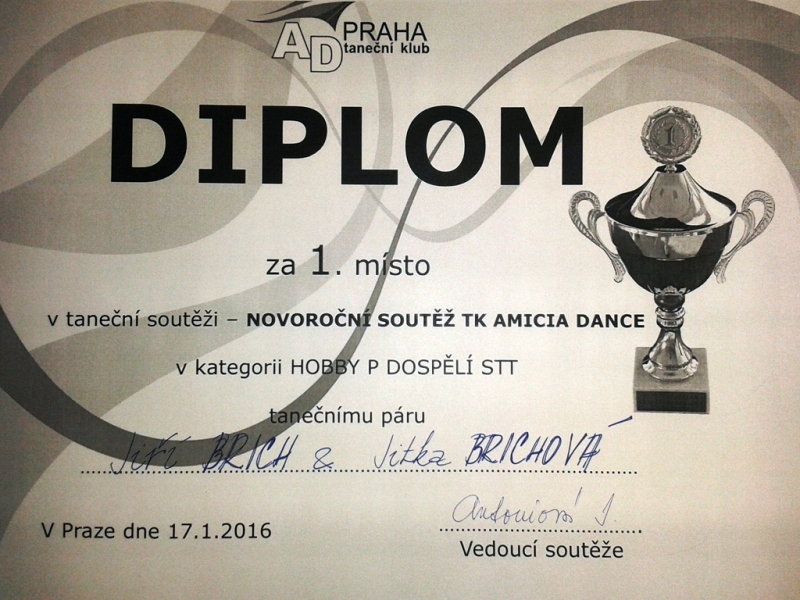 AD PRAHA
taneční klub
DIPLOM
1
za 1. místo
v taneční soutěži – NOVOROČNÍ SOUTĚŽ TK AMICIA DANCE
v kategorii HOBBY P DOSPĚLÍ STT
tanečnímu páru
Jiří BRICH & Jitka BRICHOVÁ
V Praze dne 17.1.2016
Vedoucí soutěže